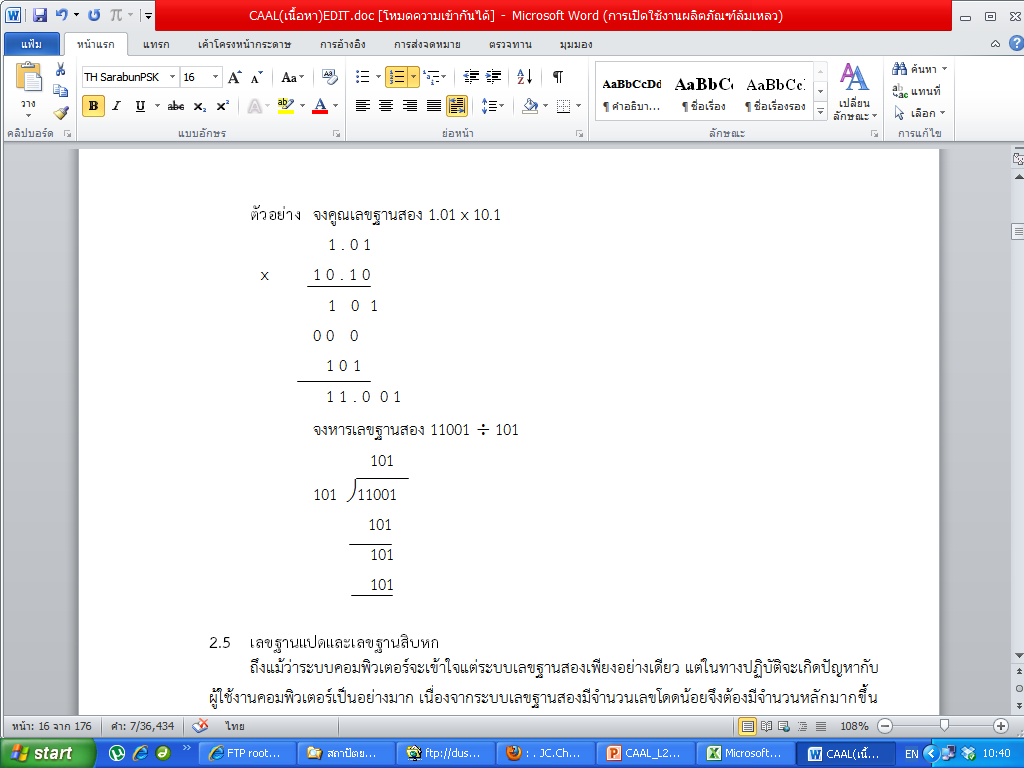 CAAL(เนื้อหา)EDIT.doc [โหมดความเข้ากันได้] - Microsoft Word (การเปิดใช้งานผลิตภัณฑ์ล้มเหลว)
แฟ้ม หน้าแรก แทรก เค้าโครงหน้ากระดาษ การอ้างอิง การส่งจดหมาย ตรวจทาน มุมมอง
วาง
TH SarabunPSK 16
B I U abc x₂ x²
AaBbCcDd AaBbCc AaBbCc
¶ คำอธิบา... ¶ ชื่อเรื่อง ¶ ชื่อเรื่องรอง
เปลี่ยน
ลักษณะ
ค้นหา
แทนที่
เลือก
คลิปบอร์ด แบบอักษร ย่อหน้า ลักษณะ การแก้ไข
ตัวอย่าง จงคูณเลขฐานสอง 1.01 x 10.1
1 . 0 1
x 1 0 . 1 0
1 0 1
0 0 0
1 0 1
1 1 . 0 0 1
จงหารเลขฐานสอง 11001 ÷ 101
101
101 11001
101
101
101
2.5 เลขฐานแปดและเลขฐานสิบหก
ถึงแม้ว่าระบบคอมพิวเตอร์จะเข้าใจแต่ระบบเลขฐานสองเพียงอย่างเดียว แต่ในทางปฏิบัติจะเกิดปัญหากับ
ผู้ใช้งานคอมพิวเตอร์เป็นอย่างมาก เนื่องจากระบบเลขฐานสองมีจำนวนเลขโดดน้อยจึงต้องมีจำนวนหลักมากขึ้น
หน้า: 16 จาก 176 คำ: 7/36,434 ไทย 108%
start FTP root... สถาปัตย... ftp://dus... : . JC.Ch... CAAL_L2... Microsoft... CAAL(เนื้... EN 10:40